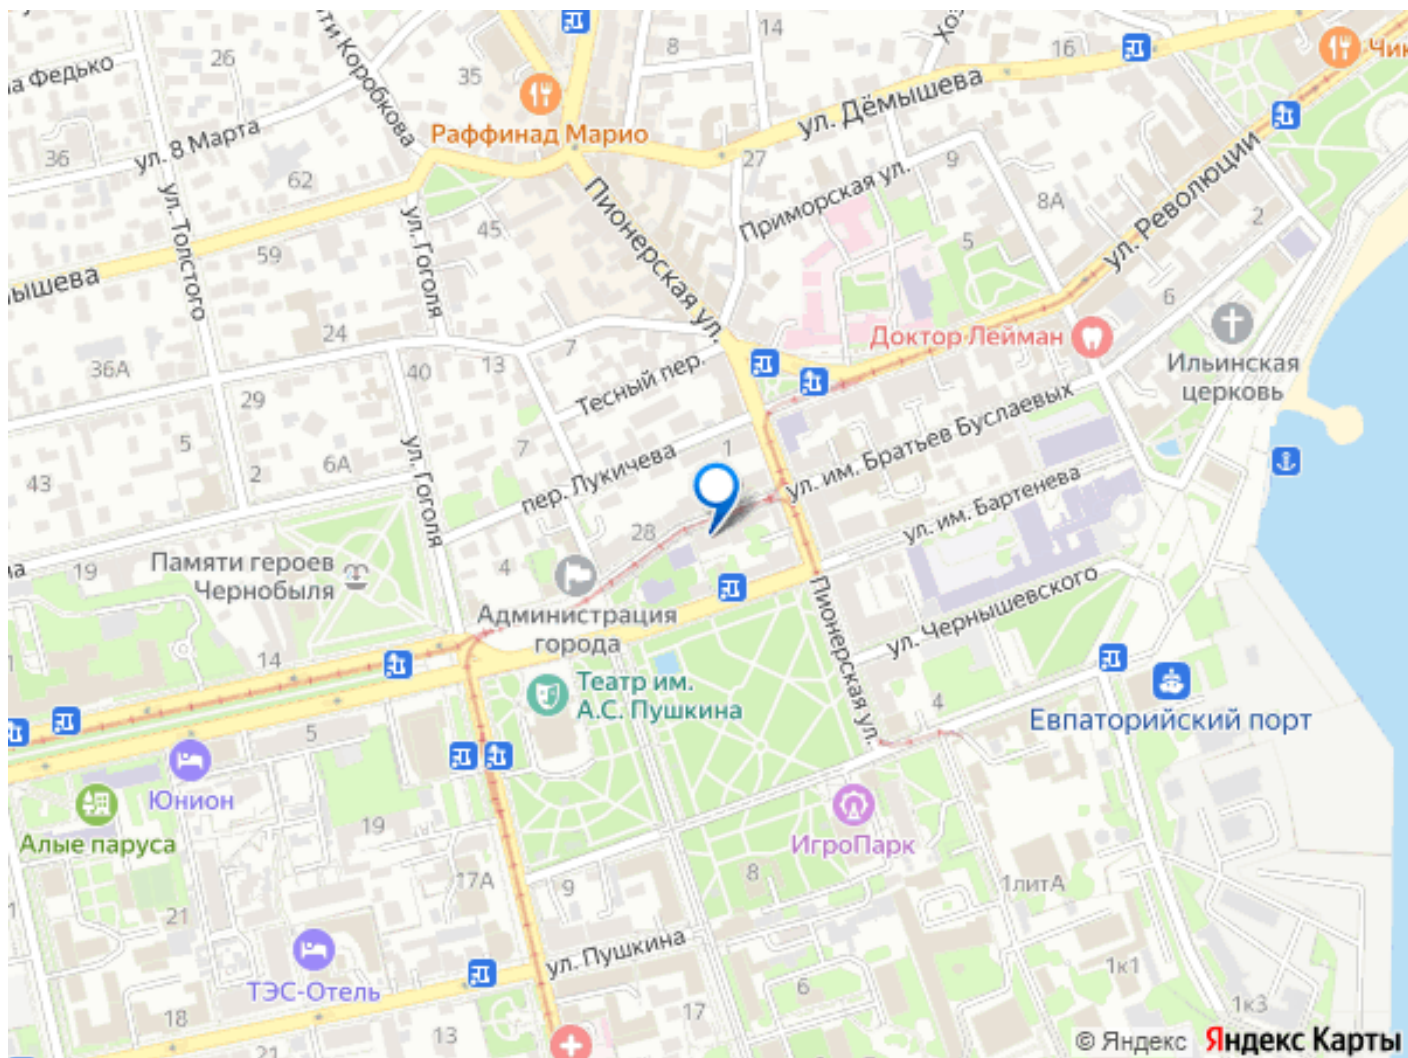 14
8
26
16
Чик
35
на Федько
ти Коробкова
ул. Дёмышева
Раффинад Марио
ул. 8 Марта
36
27
9
62
Приморская ул.
8А
ул. Революции
2
45
5
ул. Толстого
ул. Гоголя
Пионерская ул.
59
ышева
6
24
7
Доктор Лейман
Ильинская
церковь
13
36А
40
Тесный пер.
29
ул. им. Братьев Буслаевых
5
7
1
6А
2
ул. Гоголя
пер. Лукичева
43
ул. им. Бартенева
28
Памяти героев
Чернобыля
19
на
4
Администрация
города
Пионерская ул.
ул. Чернышевского
14
Театр им.
А.С. Пушкина
4
Евпаторийский порт
5
Юнион
19
Алые паруса
ИгроПарк
17А
9
8
1литА
21
ул. Пушкина
1к1
ТЭС-Отель
6
18
13
17
1к3
21
© Яндекс Яндекс Карты